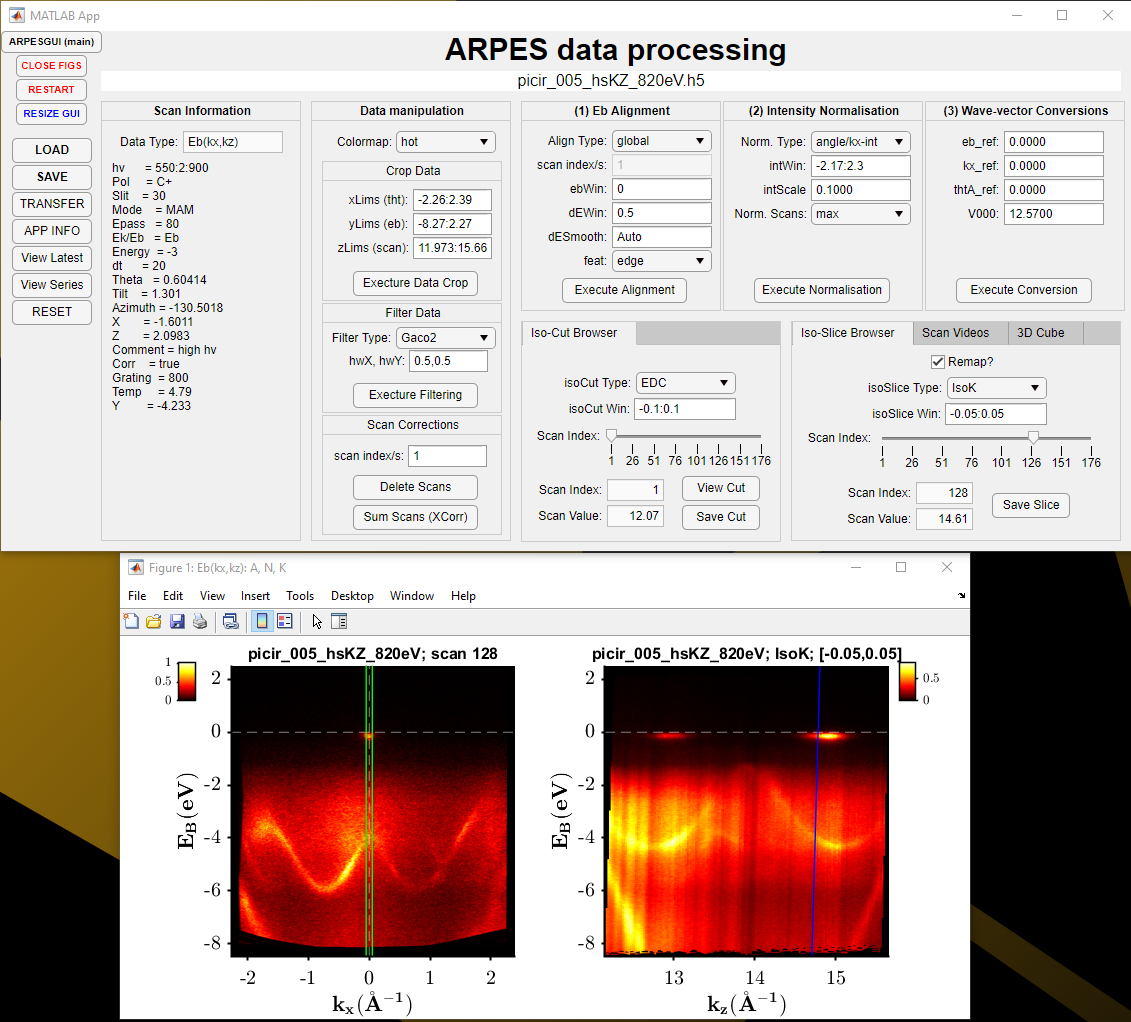 MATLAB App
ARPESGUI (main)
CLOSE FIGS
RESTART
RESIZE GUI
LOAD
SAVE
TRANSFER
APP INFO
View Latest
View Series
RESET
ARPES data processing
picir_005_hsKZ_820eV.h5
Scan Information
Data Type: Eb(kx,kz)
hv = 550:2:900
Pol = C+
Slit = 30
Mode = MAM
Epass = 80
Ek/Eb = Eb
Energy = -3
dt = 20
Theta = 0.60414
Tilt = 1.301
Azimuth = -130.5018
X = -1.6011
Z = 2.0983
Comment = high hv
Corr = true
Grating = 800
Temp = 4.79
Y = -4.233
Data manipulation
Colormap: hot
Crop Data
xLims (tht): -2.26:2.39
yLims (eb): -8.27:2.27
zLims (scan): 11.973:15.66
Execture Data Crop
Filter Data
Filter Type: Gaco2
hwX, hwY: 0.5,0.5
Execture Filtering
Scan Corrections
scan index/s: 1
Delete Scans
Sum Scans (XCorr)
(1) Eb Alignment
Align Type: global
scan index/s: 1
ebWin: 0
dEWin: 0.5
dESmooth: Auto
feat: edge
Execute Alignment
(2) Intensity Normalisation
Norm. Type: angle/kx-int
intWin: -2.17:2.3
intScale 0.1000
Norm. Scans: max
Execute Normalisation
(3) Wave-vector Conversions
eb_ref: 0.0000
kx_ref: 0.0000
thtA_ref: 0.0000
V000: 12.5700
Execute Conversion
Iso-Cut Browser
isoCut Type: EDC
isoCut Win: -0.1:0.1
Scan Index:
1 26 51 76 101 126 151 176
Scan Index: 1
View Cut
Scan Value: 12.07
Save Cut
Iso-Slice Browser Scan Videos 3D Cube
Remap?
isoSlice Type: IsoK
isoSlice Win: -0.05:0.05
Scan Index:
1 26 51 76 101 126 151 176
Scan Index: 128
Scan Value: 14.61
Save Slice
Figure 1: Eb(kx,kz): A, N, K
File Edit View Insert Tools Desktop Window Help
picir_005_hsKZ_820eV; scan 128
1
0.5
0
2
0
-2
-4
-6
-8
E_B(eV)
-2 -1 0 1 2
k_x(Å⁻¹)
picir_005_hsKZ_820eV; IsoK; [-0.05,0.05]
0.5
0
2
0
-2
-4
-6
-8
E_B(eV)
13 14 15
k_z(Å⁻¹)